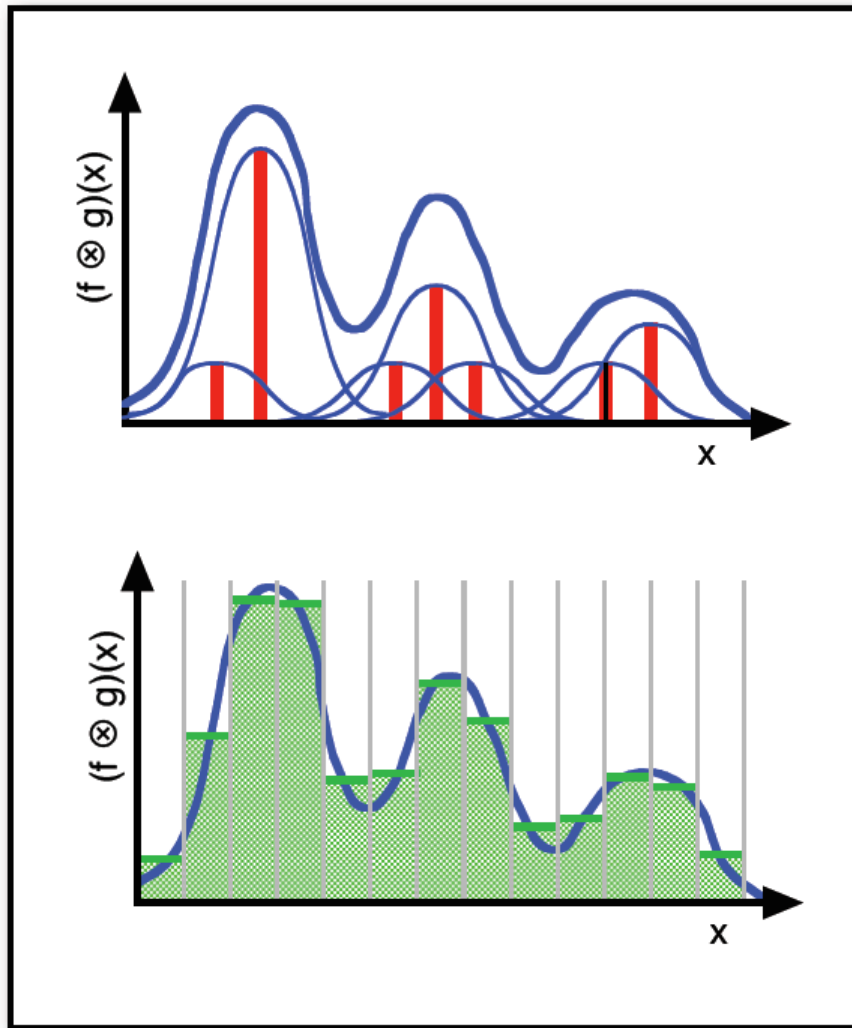 (f ⊗ g)(x)
x
(f ⊗ g)(x)
x